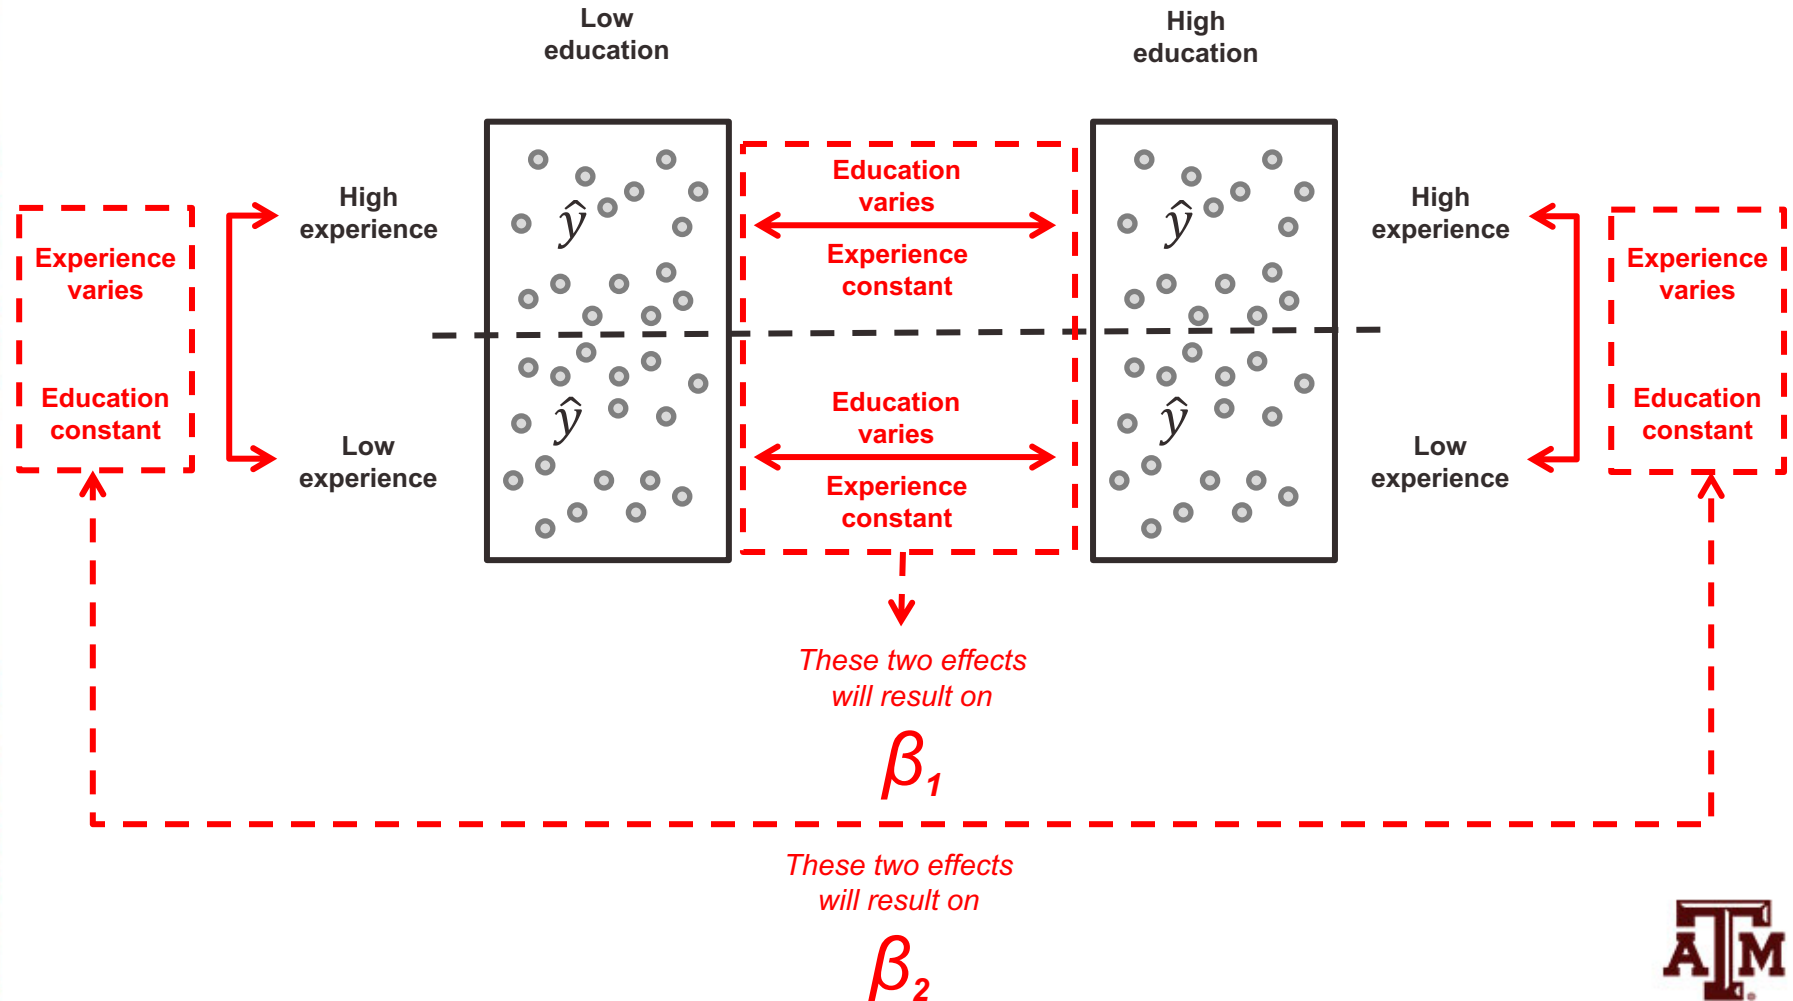 Low
education
High
education
High
experience
Education
varies
Experience
constant
High
experience
Experience
varies
Education
constant
ŷ
ŷ
Experience
varies
Education
constant
Low
experience
Education
varies
Experience
constant
Low
experience
ŷ
ŷ
These two effects
will result on
β1
These two effects
will result on
β2
ATM